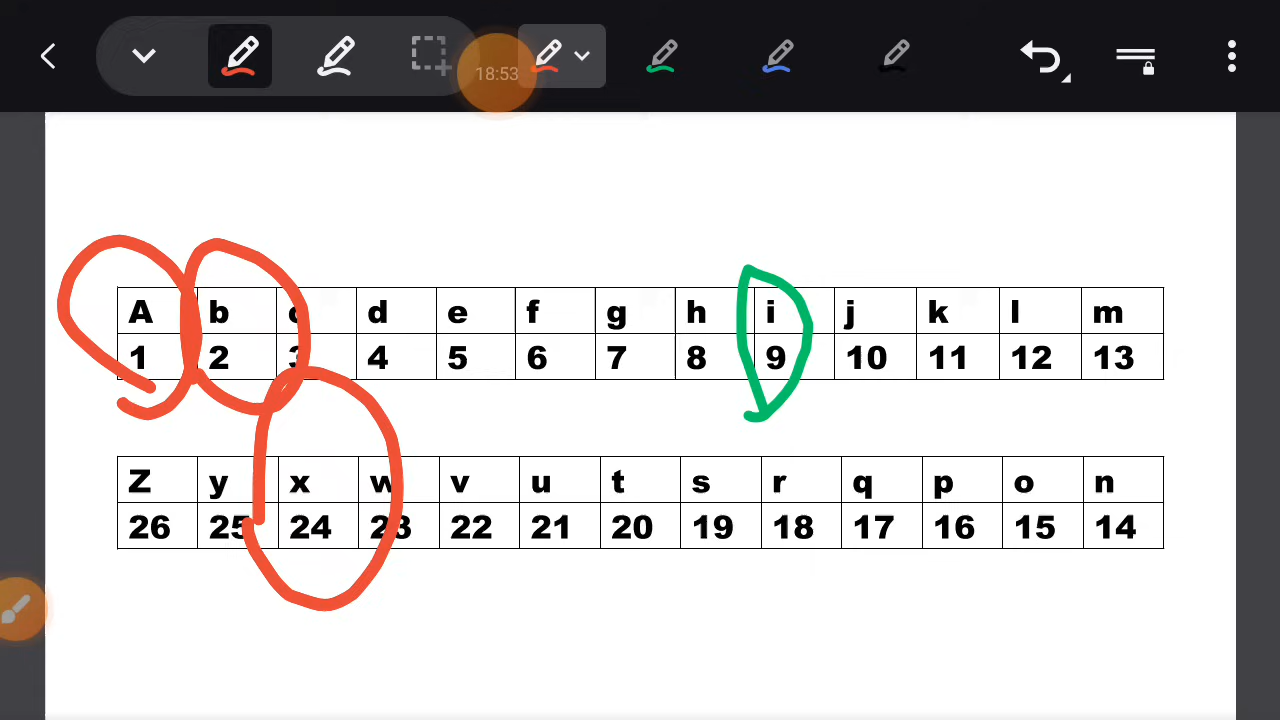 18:53
A b c d e f g h i j k l m
1 2 3 4 5 6 7 8 9 10 11 12 13
Z y x w v u t s r q p o n
26 25 24 23 22 21 20 19 18 17 16 15 14